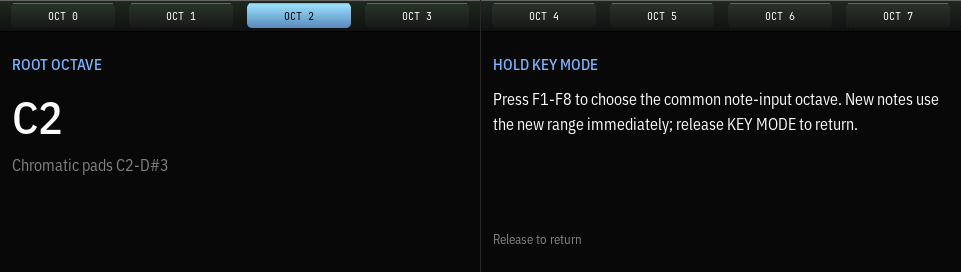 OCT 0
OCT 1
OCT 2
OCT 3
OCT 4
OCT 5
OCT 6
OCT 7
ROOT OCTAVE
C2
Chromatic pads C2-D#3
HOLD KEY MODE
Press F1-F8 to choose the common note-input octave. New notes use
the new range immediately; release KEY MODE to return.
Release to return